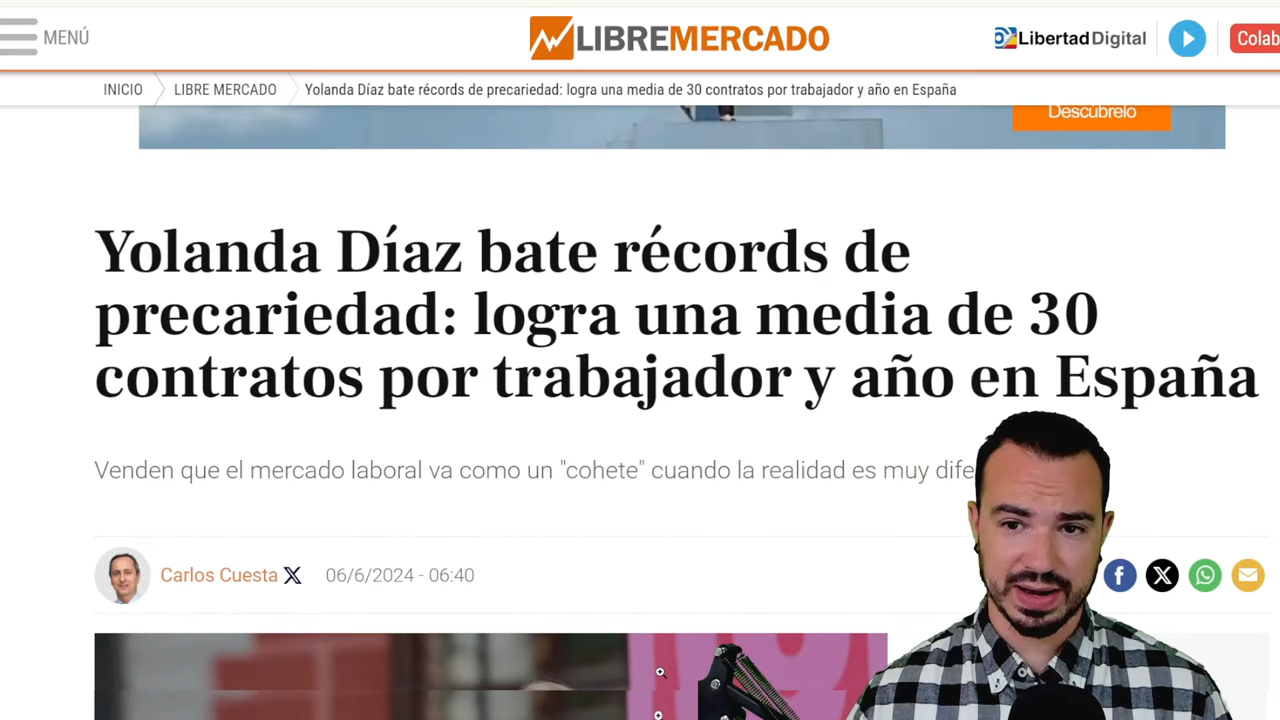 MENÚ
LIBREMERCADO
LibertadDigital
Colab
INICIO
LIBRE MERCADO
Yolanda Díaz bate récords de precariedad: logra una media de 30 contratos por trabajador y año en España
Descúbrelo
Yolanda Díaz bate récords de
precariedad: logra una media de 30
contratos por trabajador y año en España
Venden que el mercado laboral va como un "cohete" cuando la realidad es muy dife
Carlos Cuesta X 06/6/2024 - 06:40